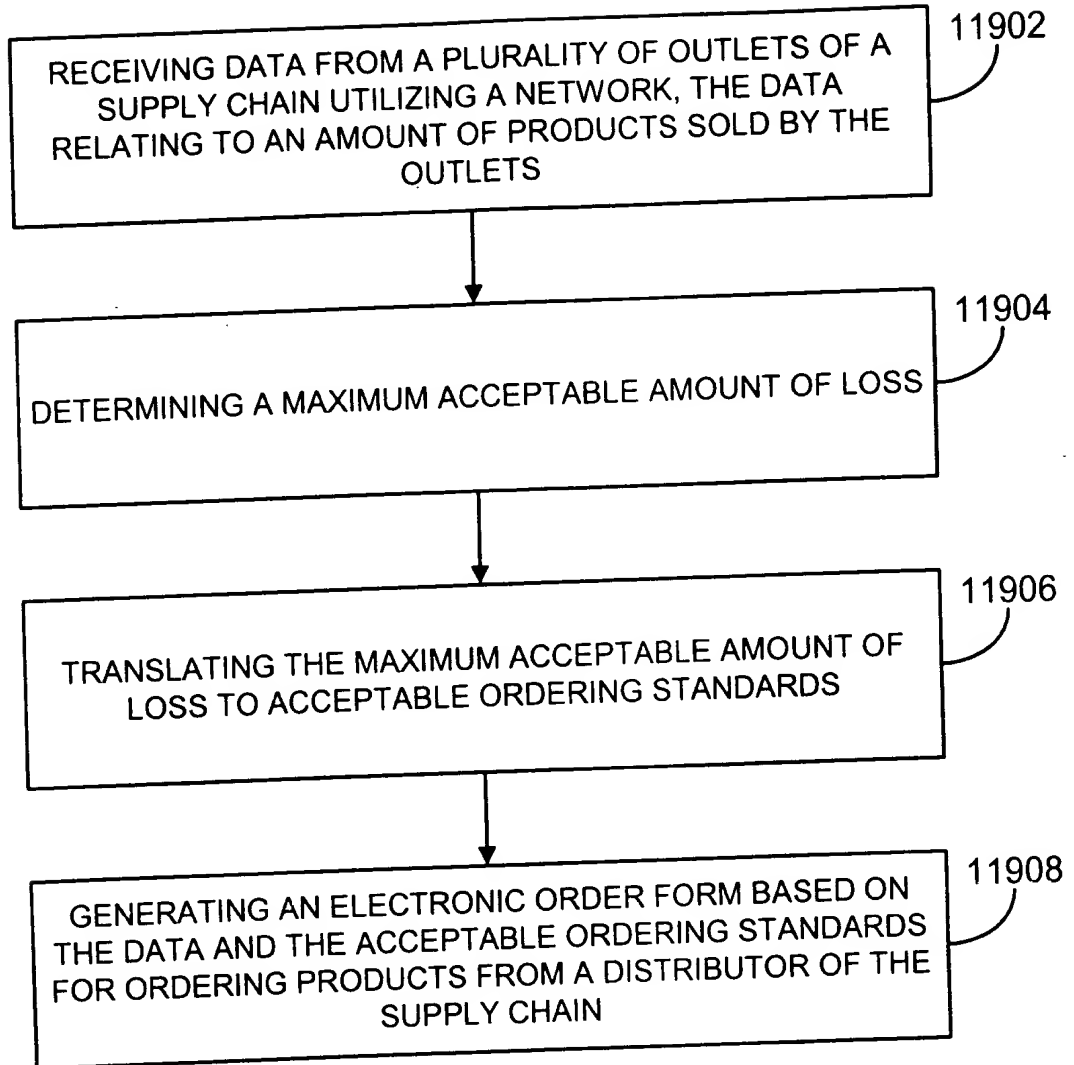 RECEIVING DATA FROM A PLURALITY OF OUTLETS OF A
SUPPLY CHAIN UTILIZING A NETWORK, THE DATA
RELATING TO AN AMOUNT OF PRODUCTS SOLD BY THE
OUTLETS
11902
DETERMINING A MAXIMUM ACCEPTABLE AMOUNT OF LOSS
11904
TRANSLATING THE MAXIMUM ACCEPTABLE AMOUNT OF
LOSS TO ACCEPTABLE ORDERING STANDARDS
11906
GENERATING AN ELECTRONIC ORDER FORM BASED ON
THE DATA AND THE ACCEPTABLE ORDERING STANDARDS
FOR ORDERING PRODUCTS FROM A DISTRIBUTOR OF THE
SUPPLY CHAIN
11908